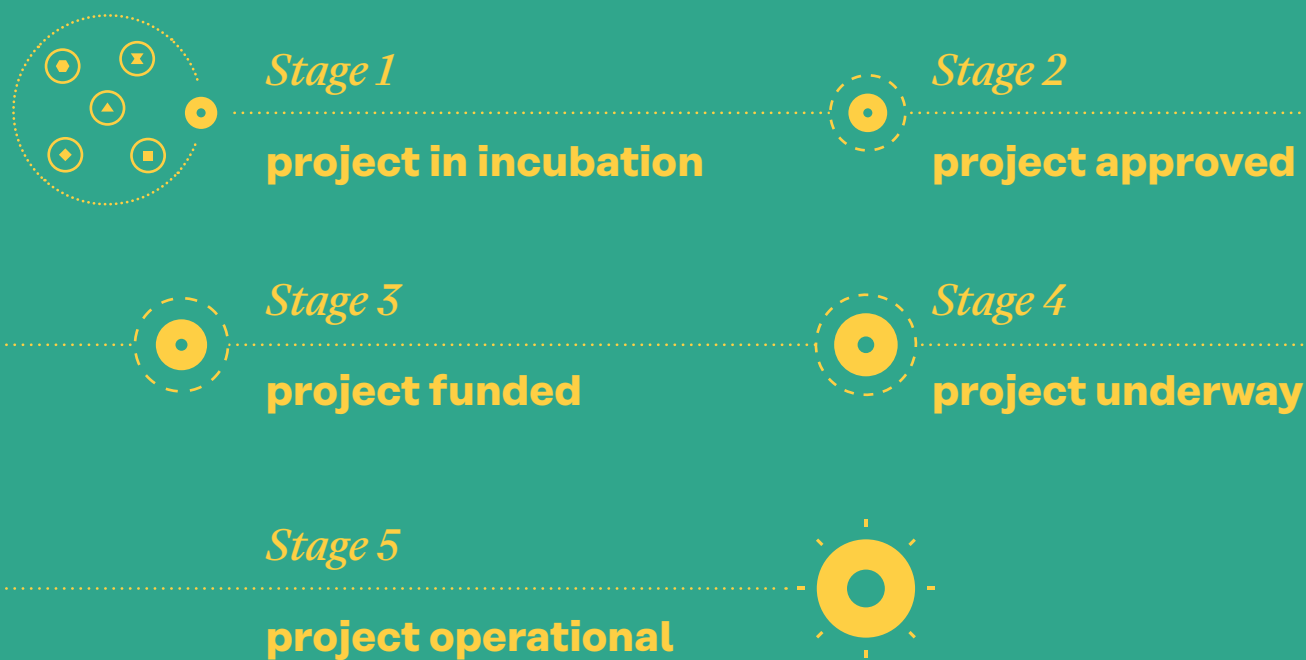 Stage 1
project in incubation
Stage 2
project approved
Stage 3
project funded
Stage 4
project underway
Stage 5
project operational